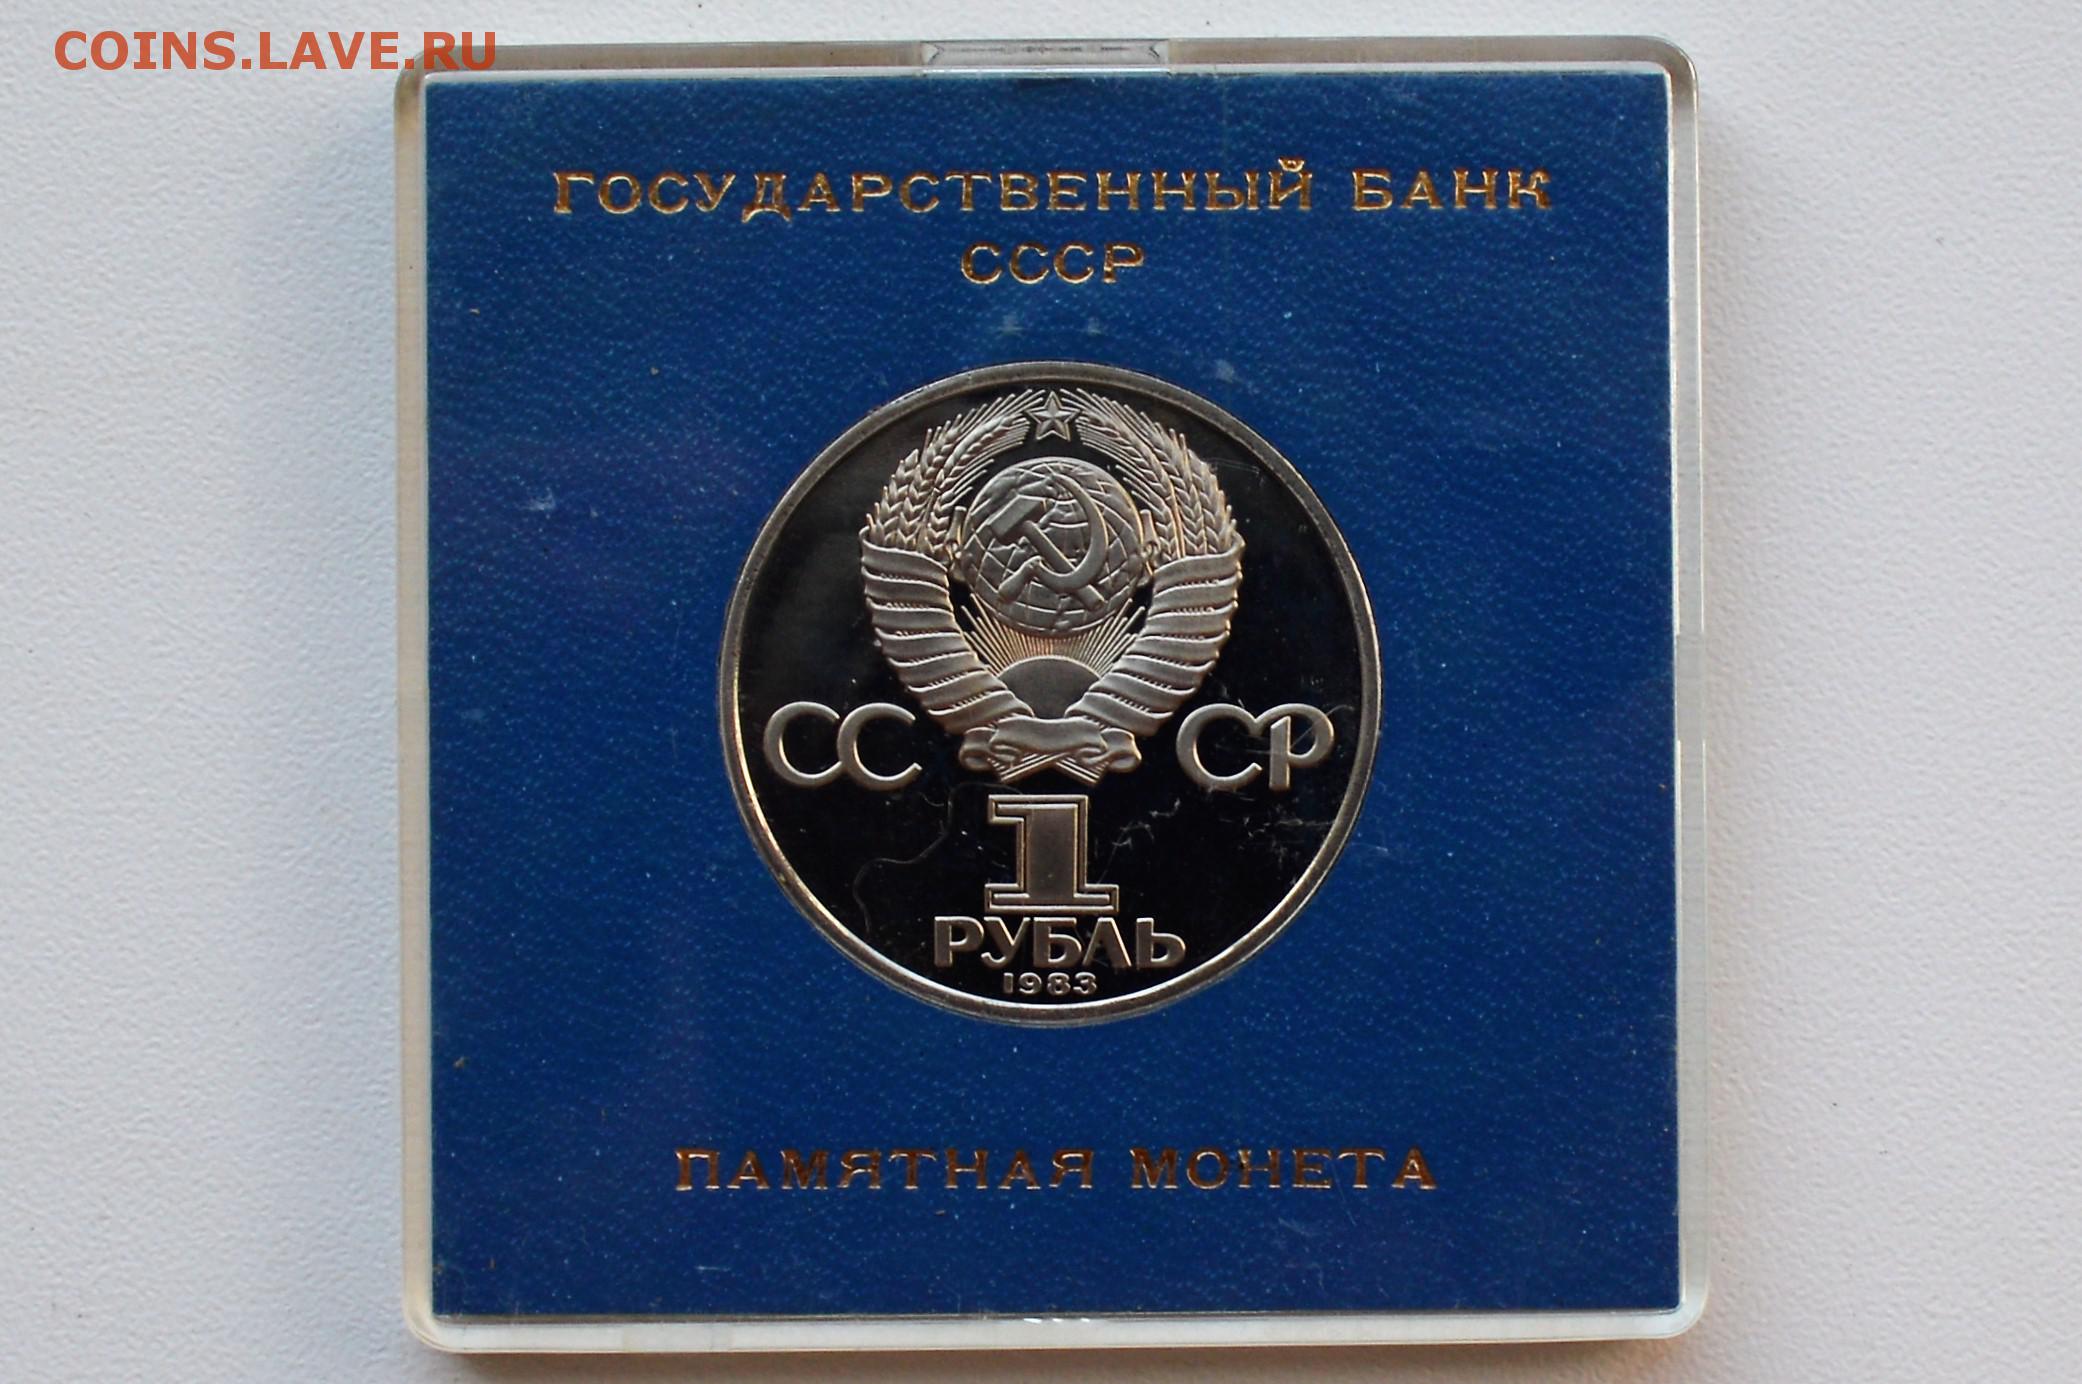 COINS.LAVE.RU
ГОСУДАРСТВЕННЫЙ БАНК
СССР
СС СР
1
РУБЛЬ
1983
ПАМЯТНАЯ МОНЕТА